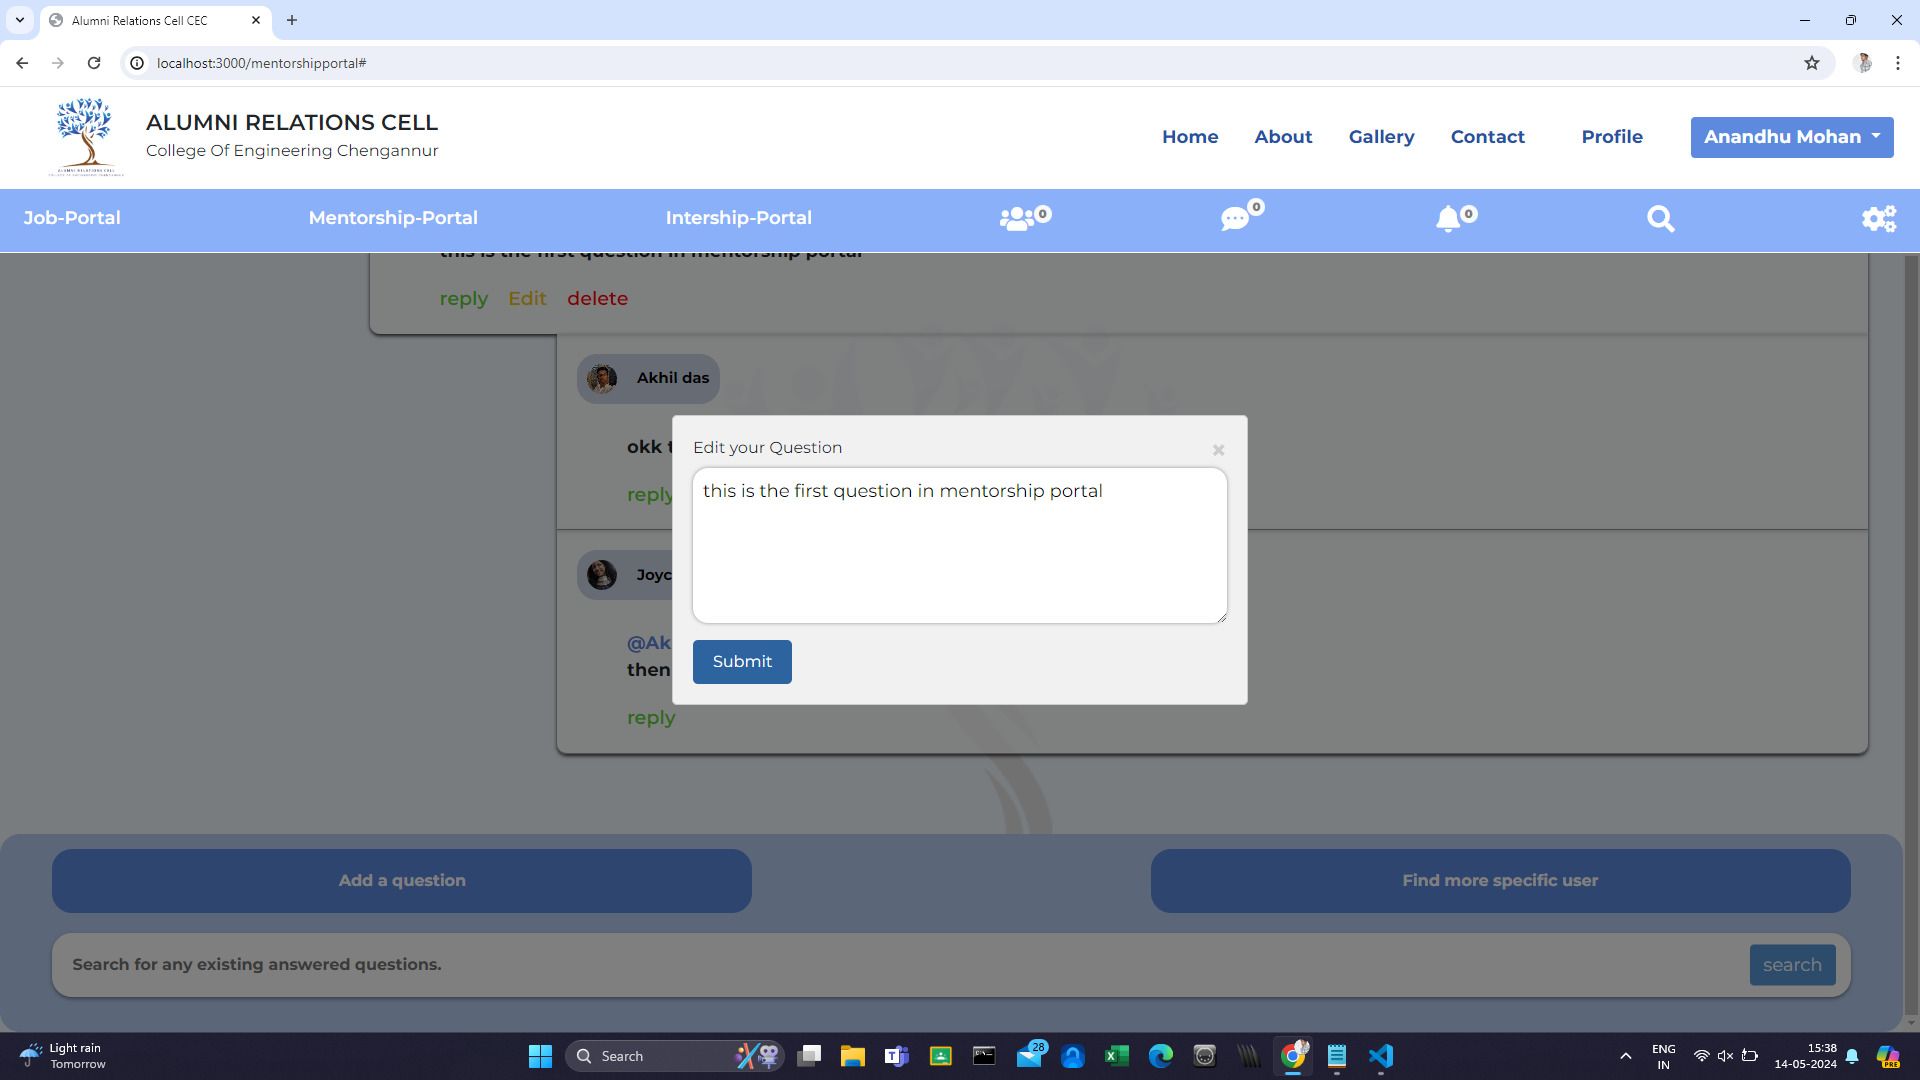 Alumni Relations Cell CEC
localhost:3000/mentorshipportal#
ALUMNI RELATIONS CELL
College Of Engineering Chengannur
Home About Gallery Contact Profile Anandhu Mohan
Job-Portal Mentorship-Portal Intership-Portal 0 0 0
this is the first question in mentorship portal
reply Edit delete
Akhil das
okk t
reply
Joyc
@Ak
then
reply
Edit your Question
this is the first question in mentorship portal
Submit
Add a question Find more specific user
Search for any existing answered questions. search
Light rain
Tomorrow
Search
28
ENG
IN
15:38
14-05-2024
PRE